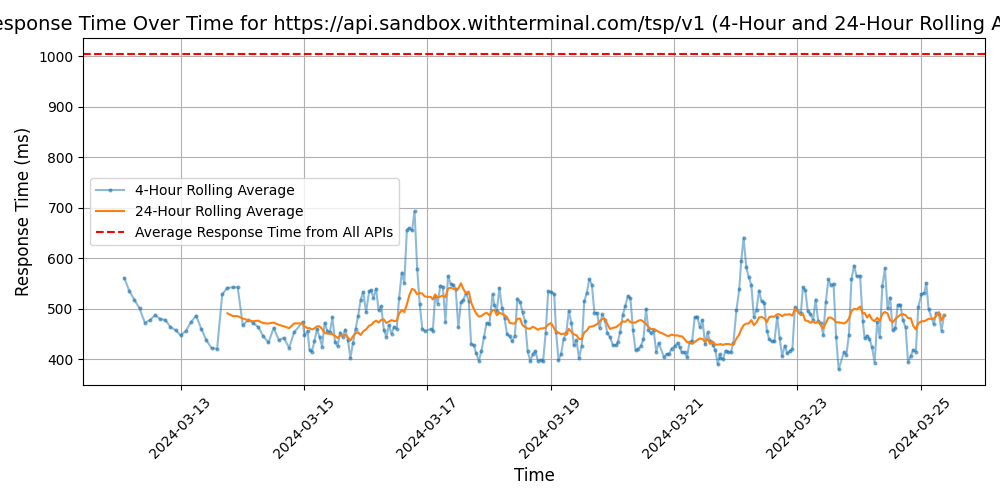 esponse Time Over Time for https://api.sandbox.withterminal.com/tsp/v1 (4-Hour and 24-Hour Rolling A
1000
900
800
700
600
500
400
Response Time (ms)
4-Hour Rolling Average
24-Hour Rolling Average
Average Response Time from All APIs
2024-03-13
2024-03-15
2024-03-17
2024-03-19
2024-03-21
2024-03-23
2024-03-25
Time